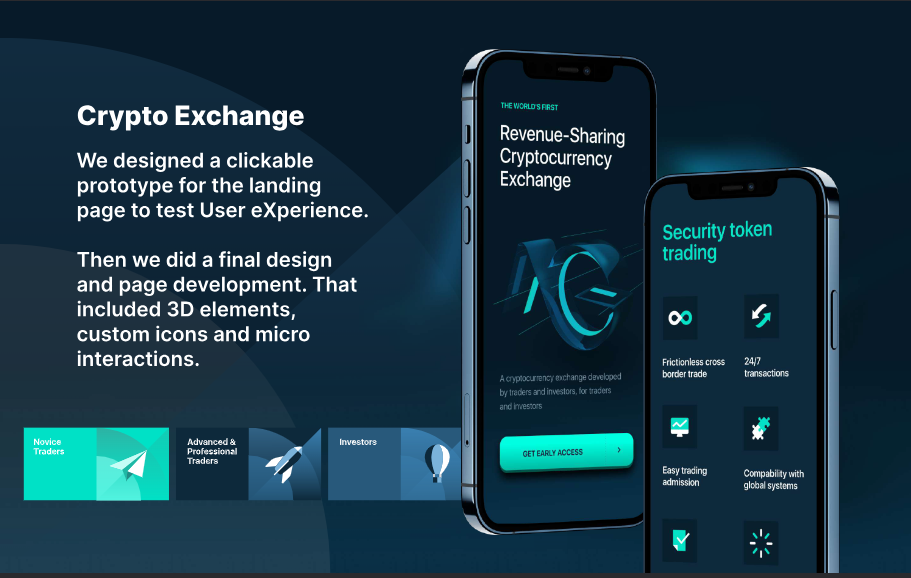 Crypto Exchange
We designed a clickable
prototype for the landing
page to test User eXperience.
Then we did a final design
and page development. That
included 3D elements,
custom icons and micro
interactions.
Novice
Traders
Advanced &
Professional
Traders
Investors
THE WORLD'S FIRST
Revenue-Sharing
Cryptocurrency
Exchange
A cryptocurrency exchange developed
by traders and investors, for traders
and investors
GET EARLY ACCESS
Security token
trading
Frictionless cross
border trade
24/7
transactions
Easy trading
admission
Compability with
global systems